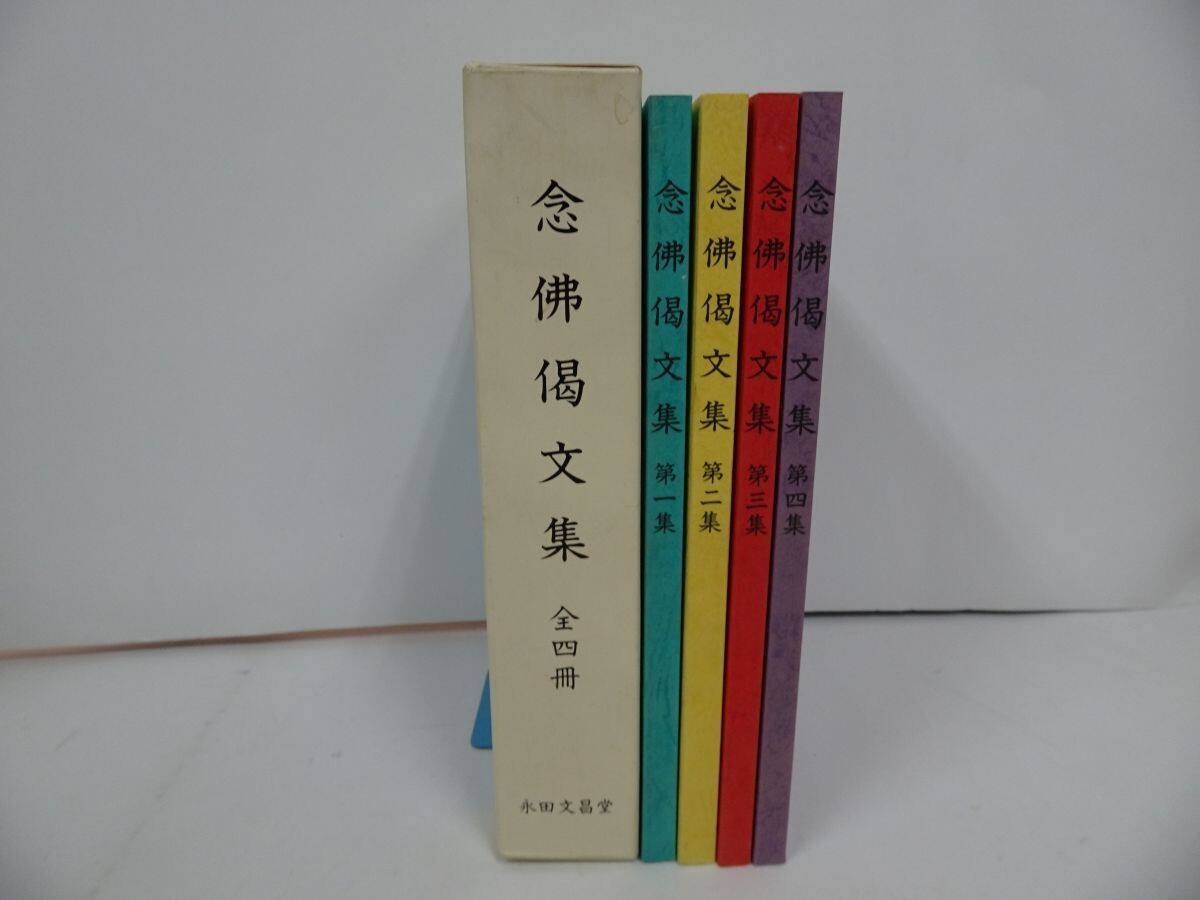 念佛偈文集 全四冊
永田文昌堂
念佛偈文集 第一集
念佛偈文集 第二集
念佛偈文集 第三集
念佛偈文集 第四集